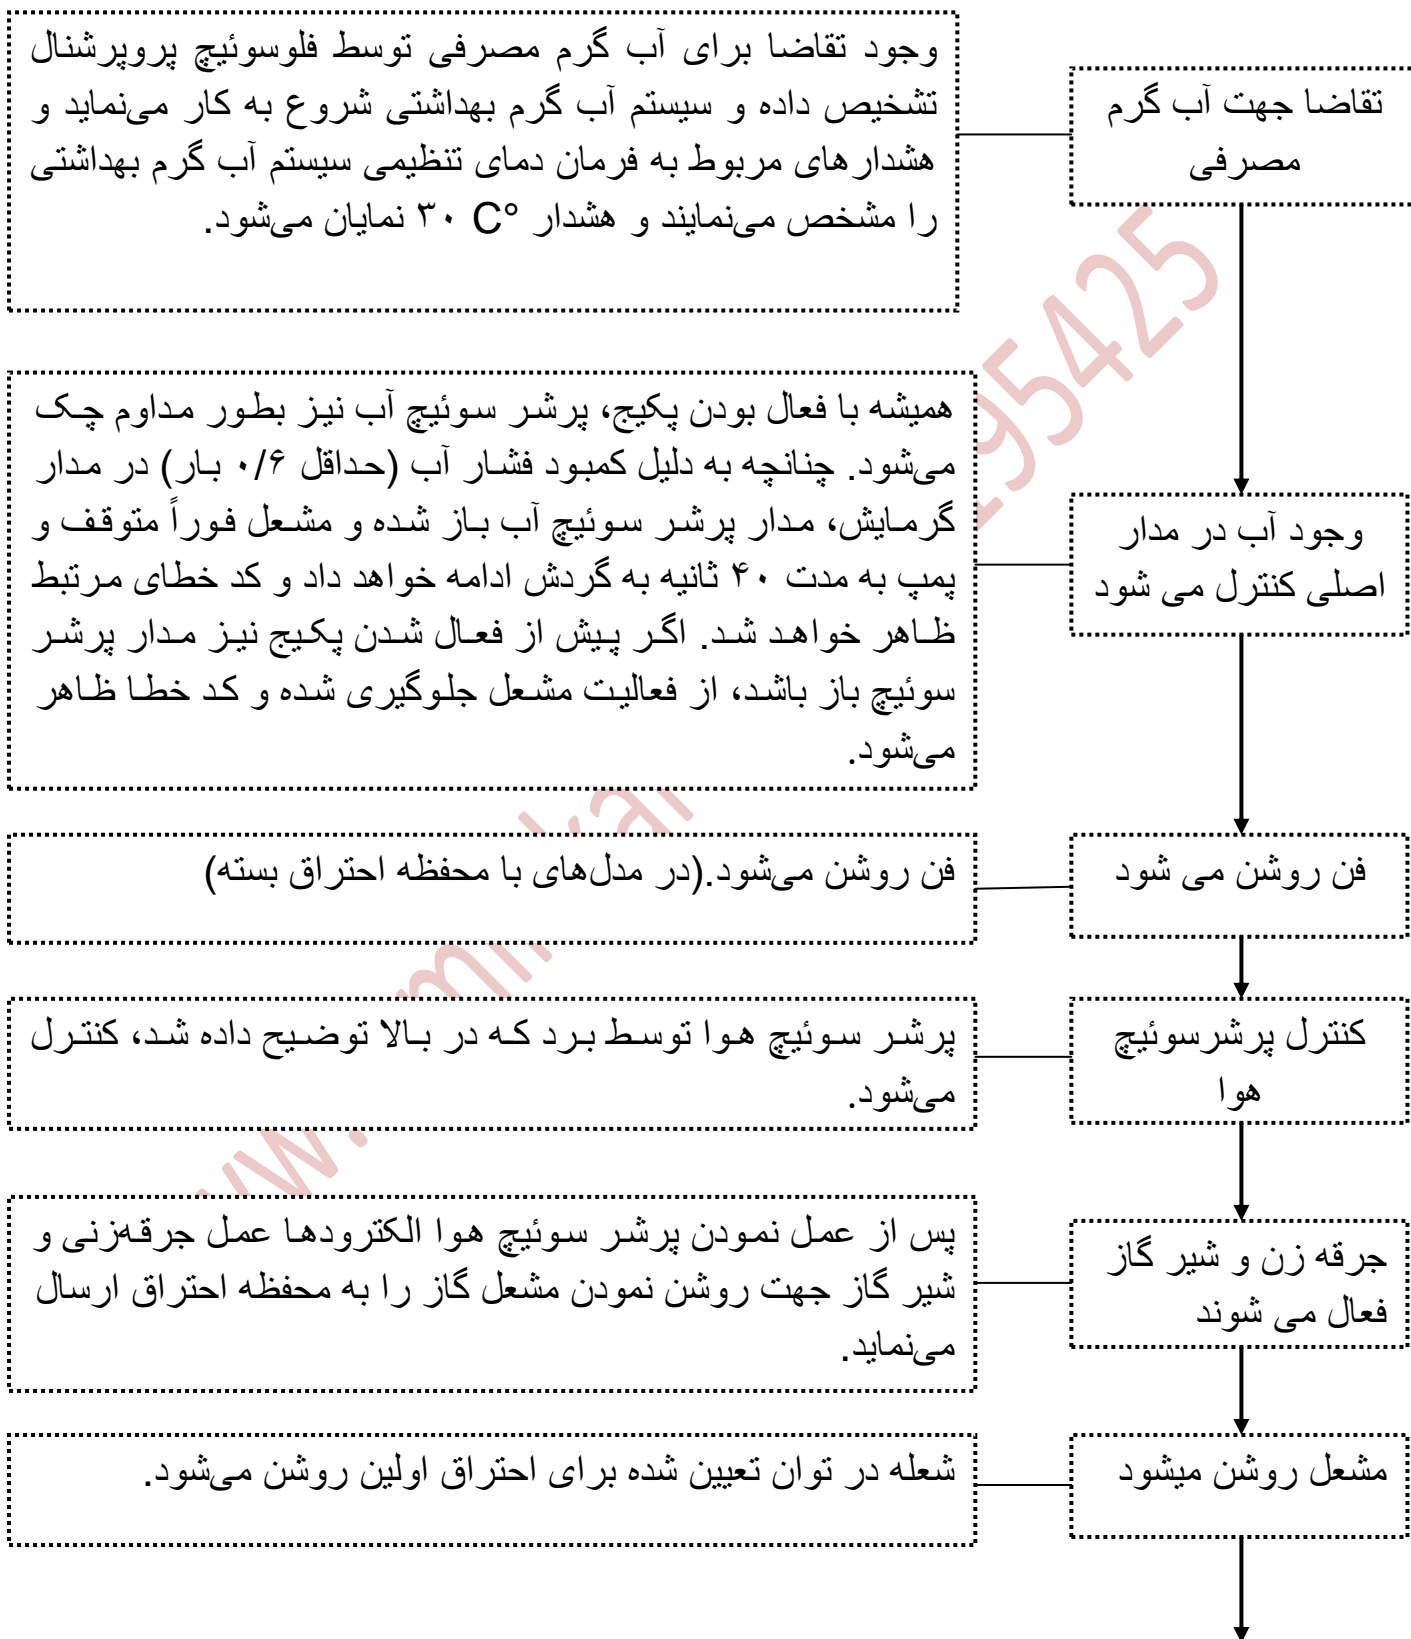 تقاضا جهت آب گرم
مصرفی
وجود تقاضا برای آب گرم مصرفی توسط فلوسوئیچ پروپرشنال
تشخیص داده و سیستم آب گرم بهداشتی شروع به کار می‌نماید و
هشدارهای مربوط به فرمان دمای تنظیمی سیستم آب گرم بهداشتی
را مشخص می‌نمایند و هشدار °C ۳۰ نمایان می‌شود.
وجود آب در مدار
اصلی کنترل می شود
همیشه با فعال بودن پکیج، پرشر سوئیچ آب نیز بطور مداوم چک
می‌شود. چنانچه به دلیل کمبود فشار آب (حداقل ۰/۶ بار) در مدار
گرمایش، مدار پرشر سوئیچ آب باز شده و مشعل فوراً متوقف و
پمپ به مدت ۴۰ ثانیه به گردش ادامه خواهد داد و کد خطای مرتبط
ظاهر خواهد شد. اگر پیش از فعال شدن پکیج نیز مدار پرشر
سوئیچ باز باشد، از فعالیت مشعل جلوگیری شده و کد خطا ظاهر
می‌شود.
فن روشن می شود
فن روشن می‌شود.(در مدل‌های با محفظه احتراق بسته)
کنترل پرشرسوئیچ
هوا
پرشر سوئیچ هوا توسط برد که در بالا توضیح داده شد، کنترل
می‌شود.
جرقه زن و شیر گاز
فعال می شوند
پس از عمل نمودن پرشر سوئیچ هوا الکترودها عمل جرقه‌زنی و
شیر گاز جهت روشن نمودن مشعل گاز را به محفظه احتراق ارسال
می‌نماید.
مشعل روشن میشود
شعله در توان تعیین شده برای احتراق اولین روشن می‌شود.
95425